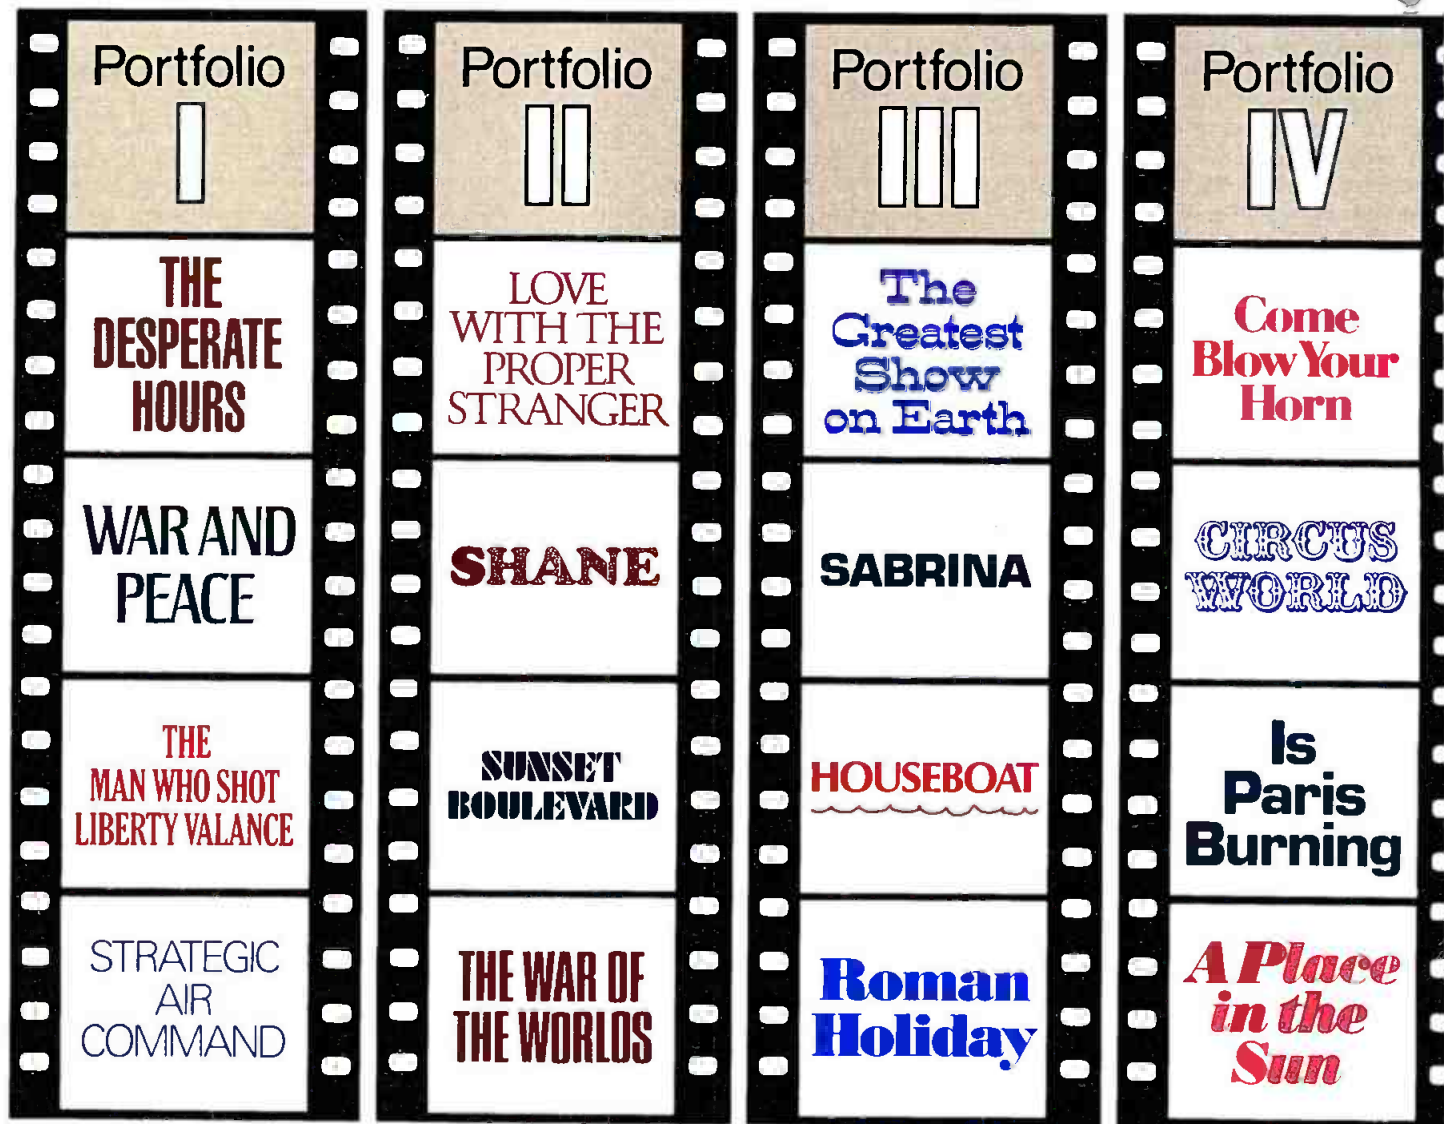 Portfolio
I
THE
DESPERATE
HOURS
WAR AND
PEACE
THE
MAN WHO SHOT
LIBERTY VALANCE
STRATEGIC
AIR
COMMAND
Portfolio
II
LOVE
WITH THE
PROPER
STRANGER
SHANE
SUNSET
BOULEVARD
THE WAR OF
THE WORLDS
Portfolio
III
The
Greatest
Show
on Earth
SABRINA
HOUSEBOAT
Roman
Holiday
Portfolio
IV
Come
Blow Your
Horn
CIRCUS
WORLD
Is
Paris
Burning
A Place
in the
Sun